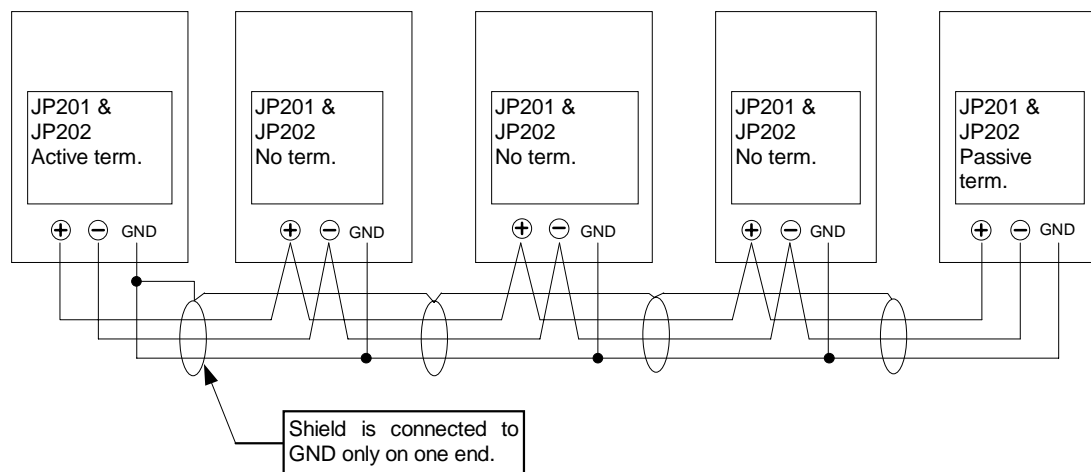 JP201 &
JP202
Active term.
JP201 &
JP202
No term.
JP201 &
JP202
No term.
JP201 &
JP202
No term.
JP201 &
JP202
Passive
term.
+ − GND
+ − GND
+ − GND
+ − GND
+ − GND
Shield is connected to
GND only on one end.